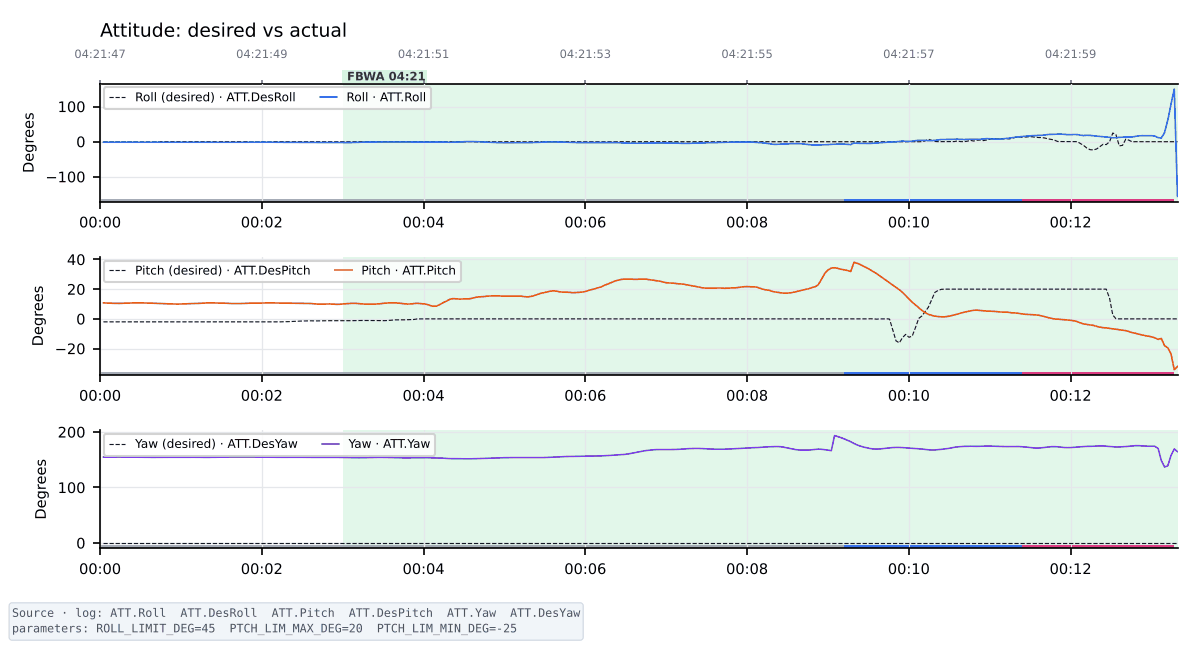 Attitude: desired vs actual
04:21:47 04:21:49 04:21:51 04:21:53 04:21:55 04:21:57 04:21:59
FBWA 04:21
Roll (desired) · ATT.DesRoll Roll · ATT.Roll
Degrees
100
0
−100
00:00 00:02 00:04 00:06 00:08 00:10 00:12
Pitch (desired) · ATT.DesPitch Pitch · ATT.Pitch
Degrees
40
20
0
−20
00:00 00:02 00:04 00:06 00:08 00:10 00:12
Yaw (desired) · ATT.DesYaw Yaw · ATT.Yaw
Degrees
200
100
0
00:00 00:02 00:04 00:06 00:08 00:10 00:12
Source · log: ATT.Roll ATT.DesRoll ATT.Pitch ATT.DesPitch ATT.Yaw ATT.DesYaw
parameters: ROLL_LIMIT_DEG=45 PTCH_LIM_MAX_DEG=20 PTCH_LIM_MIN_DEG=-25